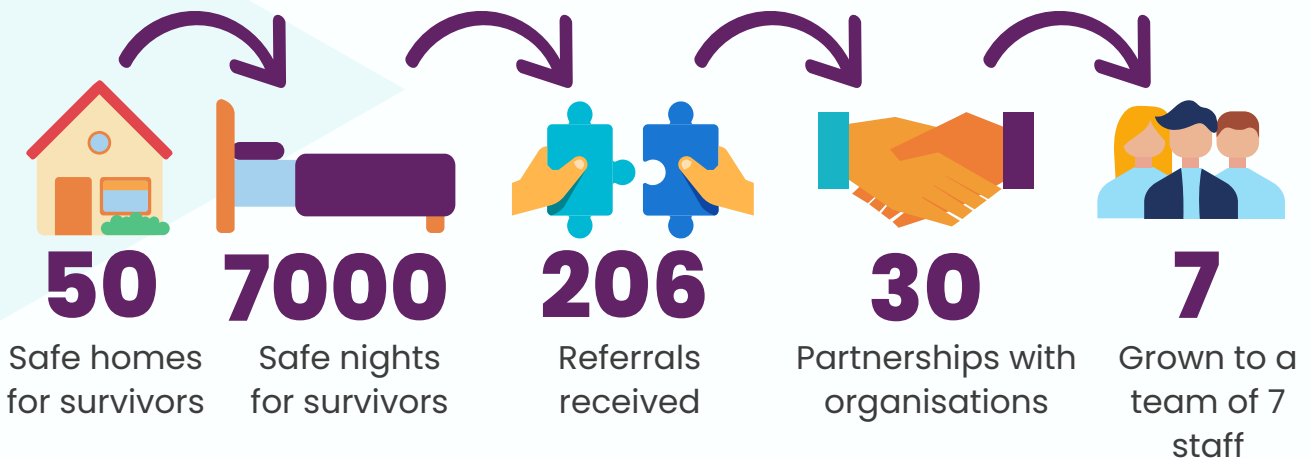 50
Safe homes
for survivors
7000
Safe nights
for survivors
206
Referrals
received
30
Partnerships with
organisations
7
Grown to a
team of 7
staff